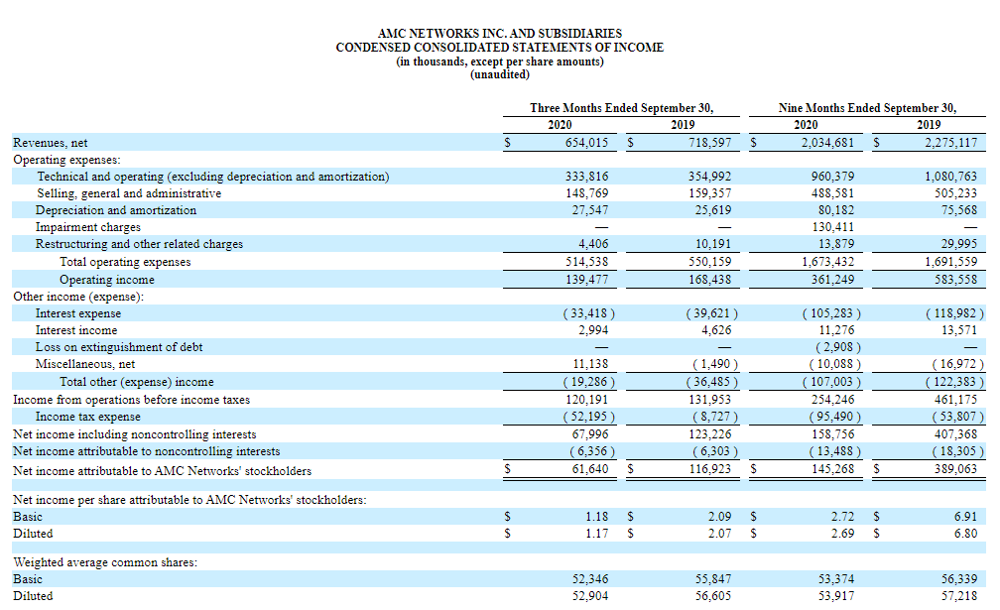 AMC NETWORKS INC. AND SUBSIDIARIES
CONDENSED CONSOLIDATED STATEMENTS OF INCOME
(in thousands, except per share amounts)
(unaudited)
Three Months Ended September 30, Nine Months Ended September 30,
2020 2019 2020 2019
Revenues, net $ 654,015 $ 718,597 $ 2,034,681 $ 2,275,117
Operating expenses:
Technical and operating (excluding depreciation and amortization) 333,816 354,992 960,379 1,080,763
Selling, general and administrative 148,769 159,357 488,581 505,233
Depreciation and amortization 27,547 25,619 80,182 75,568
Impairment charges — — 130,411 —
Restructuring and other related charges 4,406 10,191 13,879 29,995
Total operating expenses 514,538 550,159 1,673,432 1,691,559
Operating income 139,477 168,438 361,249 583,558
Other income (expense):
Interest expense ( 33,418 ) ( 39,621 ) ( 105,283 ) ( 118,982 )
Interest income 2,994 4,626 11,276 13,571
Loss on extinguishment of debt — — ( 2,908 ) —
Miscellaneous, net 11,138 ( 1,490 ) ( 10,088 ) ( 16,972 )
Total other (expense) income ( 19,286 ) ( 36,485 ) ( 107,003 ) ( 122,383 )
Income from operations before income taxes 120,191 131,953 254,246 461,175
Income tax expense ( 52,195 ) ( 8,727 ) ( 95,490 ) ( 53,807 )
Net income including noncontrolling interests 67,996 123,226 158,756 407,368
Net income attributable to noncontrolling interests ( 6,356 ) ( 6,303 ) ( 13,488 ) ( 18,305 )
Net income attributable to AMC Networks' stockholders $ 61,640 $ 116,923 $ 145,268 $ 389,063
Net income per share attributable to AMC Networks' stockholders:
Basic $ 1.18 $ 2.09 $ 2.72 $ 6.91
Diluted $ 1.17 $ 2.07 $ 2.69 $ 6.80
Weighted average common shares:
Basic 52,346 55,847 53,374 56,339
Diluted 52,904 56,605 53,917 57,218